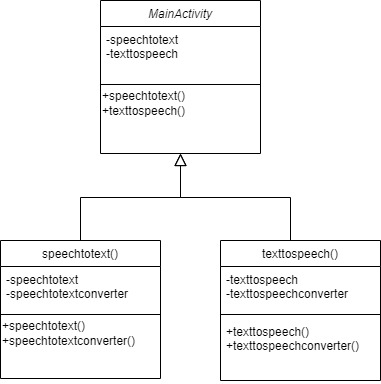 MainActivity
-speechtotext
-texttospeech
+speechtotext()
+texttospeech()
speechtotext()
-speechtotext
-speechtotextconverter
+speechtotext()
+speechtotextconverter()
texttospeech()
-texttospeech
-texttospeechconverter
+texttospeech()
+texttospeechconverter()